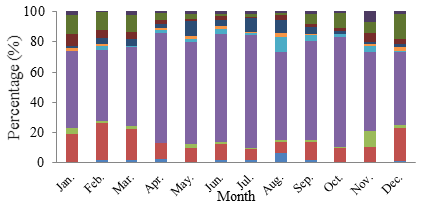 100
80
60
40
20
0
Percentage (%)
Jan.
Feb.
Mar.
Apr.
May.
Jun.
Jul.
Aug.
Sep.
Oct.
Nov.
Dec.
Month